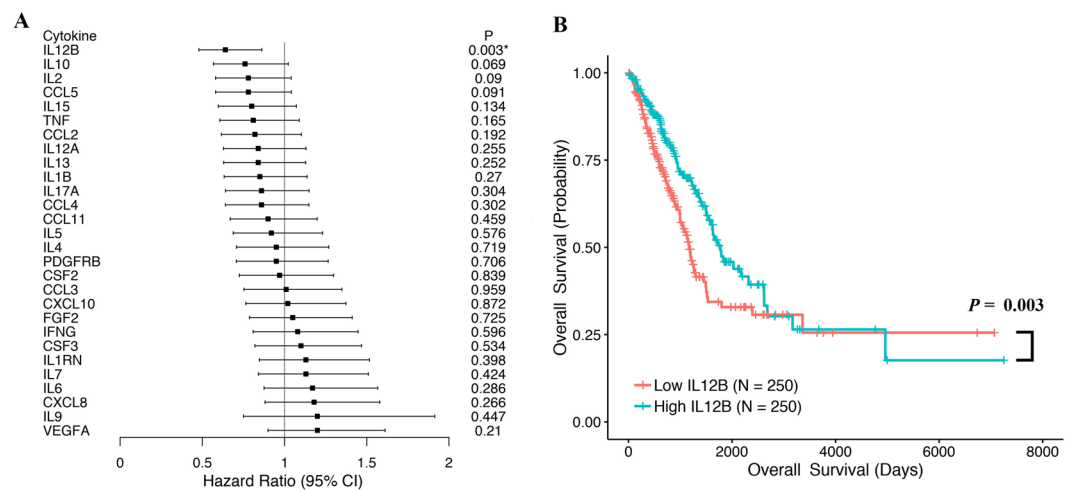 A
Cytokine P
IL12B 0.003*
IL10 0.069
IL2 0.09
CCL5 0.091
IL15 0.134
TNF 0.165
CCL2 0.192
IL12A 0.255
IL13 0.252
IL1B 0.27
IL17A 0.304
CCL4 0.302
CCL11 0.459
IL5 0.576
IL4 0.719
PDGFRB 0.706
CSF2 0.839
CCL3 0.959
CXCL10 0.872
FGF2 0.725
IFNG 0.596
CSF3 0.534
IL1RN 0.398
IL7 0.424
IL6 0.286
CXCL8 0.266
IL9 0.447
VEGFA 0.21
0 0.5 1 1.5 2
Hazard Ratio (95% CI)
B
Overall Survival (Probability)
1.00
0.75
0.50
0.25
0.00
P = 0.003
Low IL12B (N = 250)
High IL12B (N = 250)
0 2000 4000 6000 8000
Overall Survival (Days)